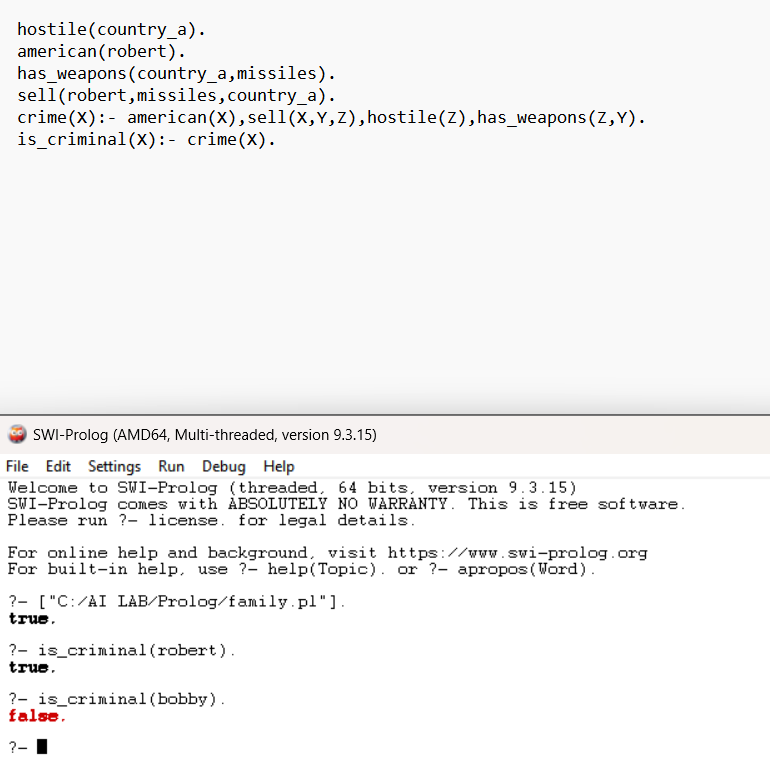 hostile(country_a).
american(robert).
has_weapons(country_a,missiles).
sell(robert,missiles,country_a).
crime(X):- american(X),sell(X,Y,Z),hostile(Z),has_weapons(Z,Y).
is_criminal(X):- crime(X).
SWI-Prolog (AMD64, Multi-threaded, version 9.3.15)
File Edit Settings Run Debug Help
Welcome to SWI-Prolog (threaded, 64 bits, version 9.3.15)
SWI-Prolog comes with ABSOLUTELY NO WARRANTY. This is free software.
Please run ?- license. for legal details.
For online help and background, visit https://www.swi-prolog.org
For built-in help, use ?- help(Topic). or ?- apropos(Word).
?- ["C:/AI LAB/Prolog/family.pl"].
true.
?- is_criminal(robert).
true.
?- is_criminal(bobby).
false.
?-